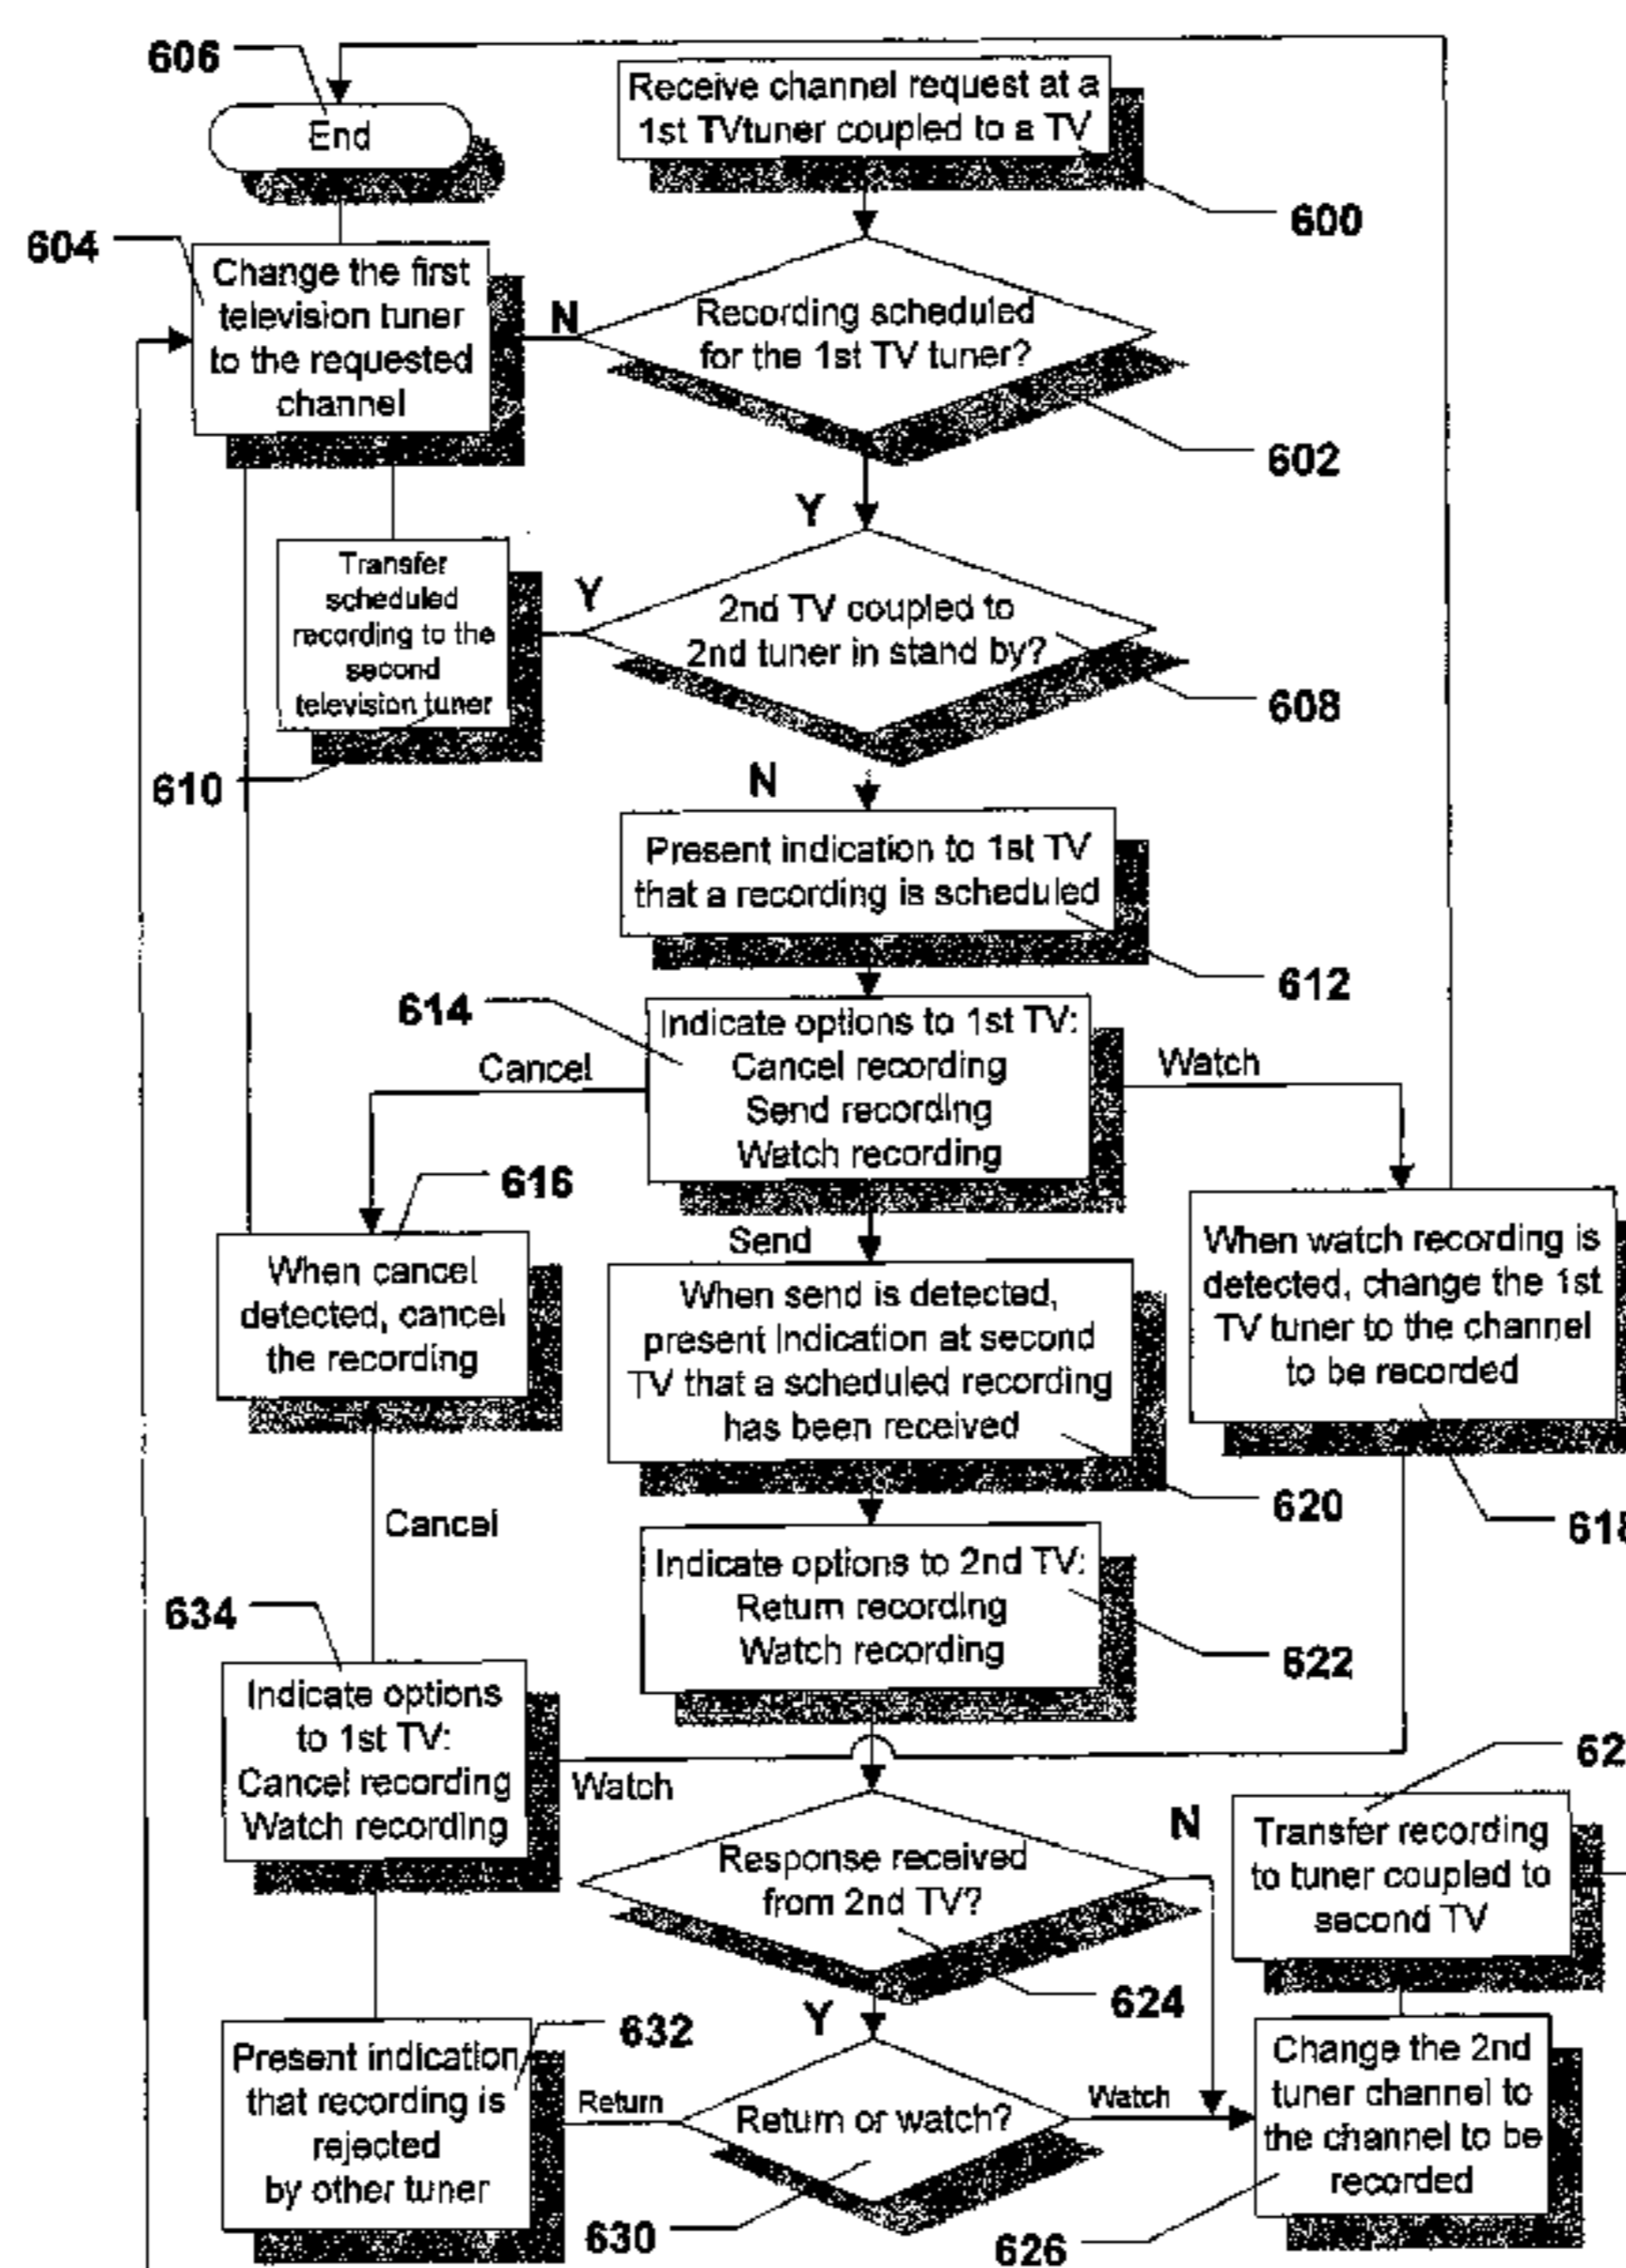 606
End
Receive channel request at a
1st TVtuner coupled to a TV
600
604
Change the first
television tuner
to the requested
channel
N
Recording scheduled
for the 1st TV tuner?
602
Y
Transfer
scheduled
recording to the
second
television tuner
Y
2nd TV coupled to
2nd tuner in stand by?
608
610
N
Present indication to 1st TV
that a recording is scheduled
612
614
Indicate options to 1st TV:
Cancel recording
Send recording
Watch recording
Cancel
Watch
616
Send
When cancel
detected, cancel
the recording
When send is detected,
present Indication at second
TV that a scheduled recording
has been received
When watch recording is
detected, change the 1st
TV tuner to the channel
to be recorded
620
618
Cancel
Indicate options to 2nd TV:
Return recording
Watch recording
622
634
Indicate options
to 1st TV:
Cancel recording
Watch recording
Watch
62
N
Response received
from 2nd TV?
Transfer recording
to tuner coupled to
second TV
624
Y
632
Present indication
that recording is
rejected
by other tuner
Return
Return or watch?
Watch
Change the 2nd
tuner channel to
the channel to be
recorded
630
626